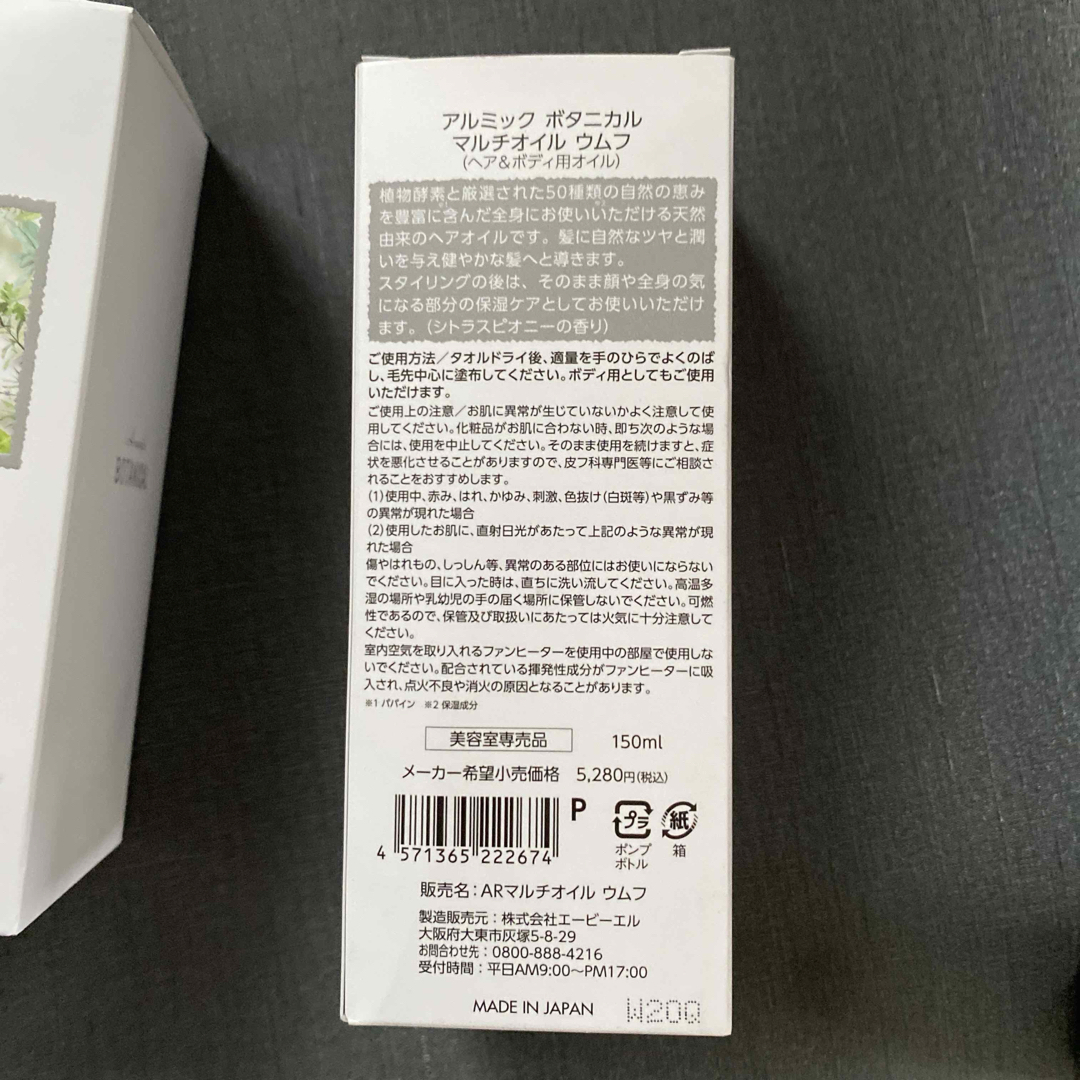 アルミック ボタニカル
マルチオイル ウムフ
(ヘア&ボディ用オイル)
植物酵素と厳選された50種類の自然の恵み
※1 ※2
を豊富に含んだ全身にお使いいただける天然
由来のヘアオイルです。髪に自然なツヤと潤
いを与え健やかな髪へと導きます。
スタイリングの後は、そのまま顔や全身の気
になる部分の保湿ケアとしてお使いいただけ
ます。(シトラスピオニーの香り)
ご使用方法/タオルドライ後、適量を手のひらでよくのば
し、毛先中心に塗布してください。ボディ用としてもご使用
いただけます。
ご使用上の注意/お肌に異常が生じていないかよく注意して使
用してください。化粧品がお肌に合わない時、即ち次のような場
合には、使用を中止してください。そのまま使用を続けますと、症
状を悪化させることがありますので、皮フ科専門医等にご相談さ
れることをおすすめします。
(1)使用中、赤み、はれ、かゆみ、刺激、色抜け(白斑等)や黒ずみ等
の異常が現れた場合
(2)使用したお肌に、直射日光があたって上記のような異常が現
れた場合
傷やはれもの、しっしん等、異常のある部位にはお使いにならない
でください。目に入った時は、直ちに洗い流してください。高温多
湿の場所や乳幼児の手の届く場所に保管しないでください。可燃
性であるので、保管及び取扱いにあたっては火気に十分注意して
ください。
室内空気を取り入れるファンヒーターを使用中の部屋で使用しな
いでください。配合されている揮発性成分がファンヒーターに吸
入され、点火不良や消火の原因となることがあります。
※1 パパイン ※2 保湿成分
美容室専売品 150ml
メーカー希望小売価格 5,280円(税込)
P
プラ 紙
ポンプ 箱
ボトル
4 571365 222674
販売名:ARマルチオイル ウムフ
製造販売元:株式会社エービーエル
大阪府大東市灰塚5-8-29
お問合わせ先:0800-888-4216
受付時間:平日AM9:00～PM17:00
MADE IN JAPAN W20Q
BOTANICAL